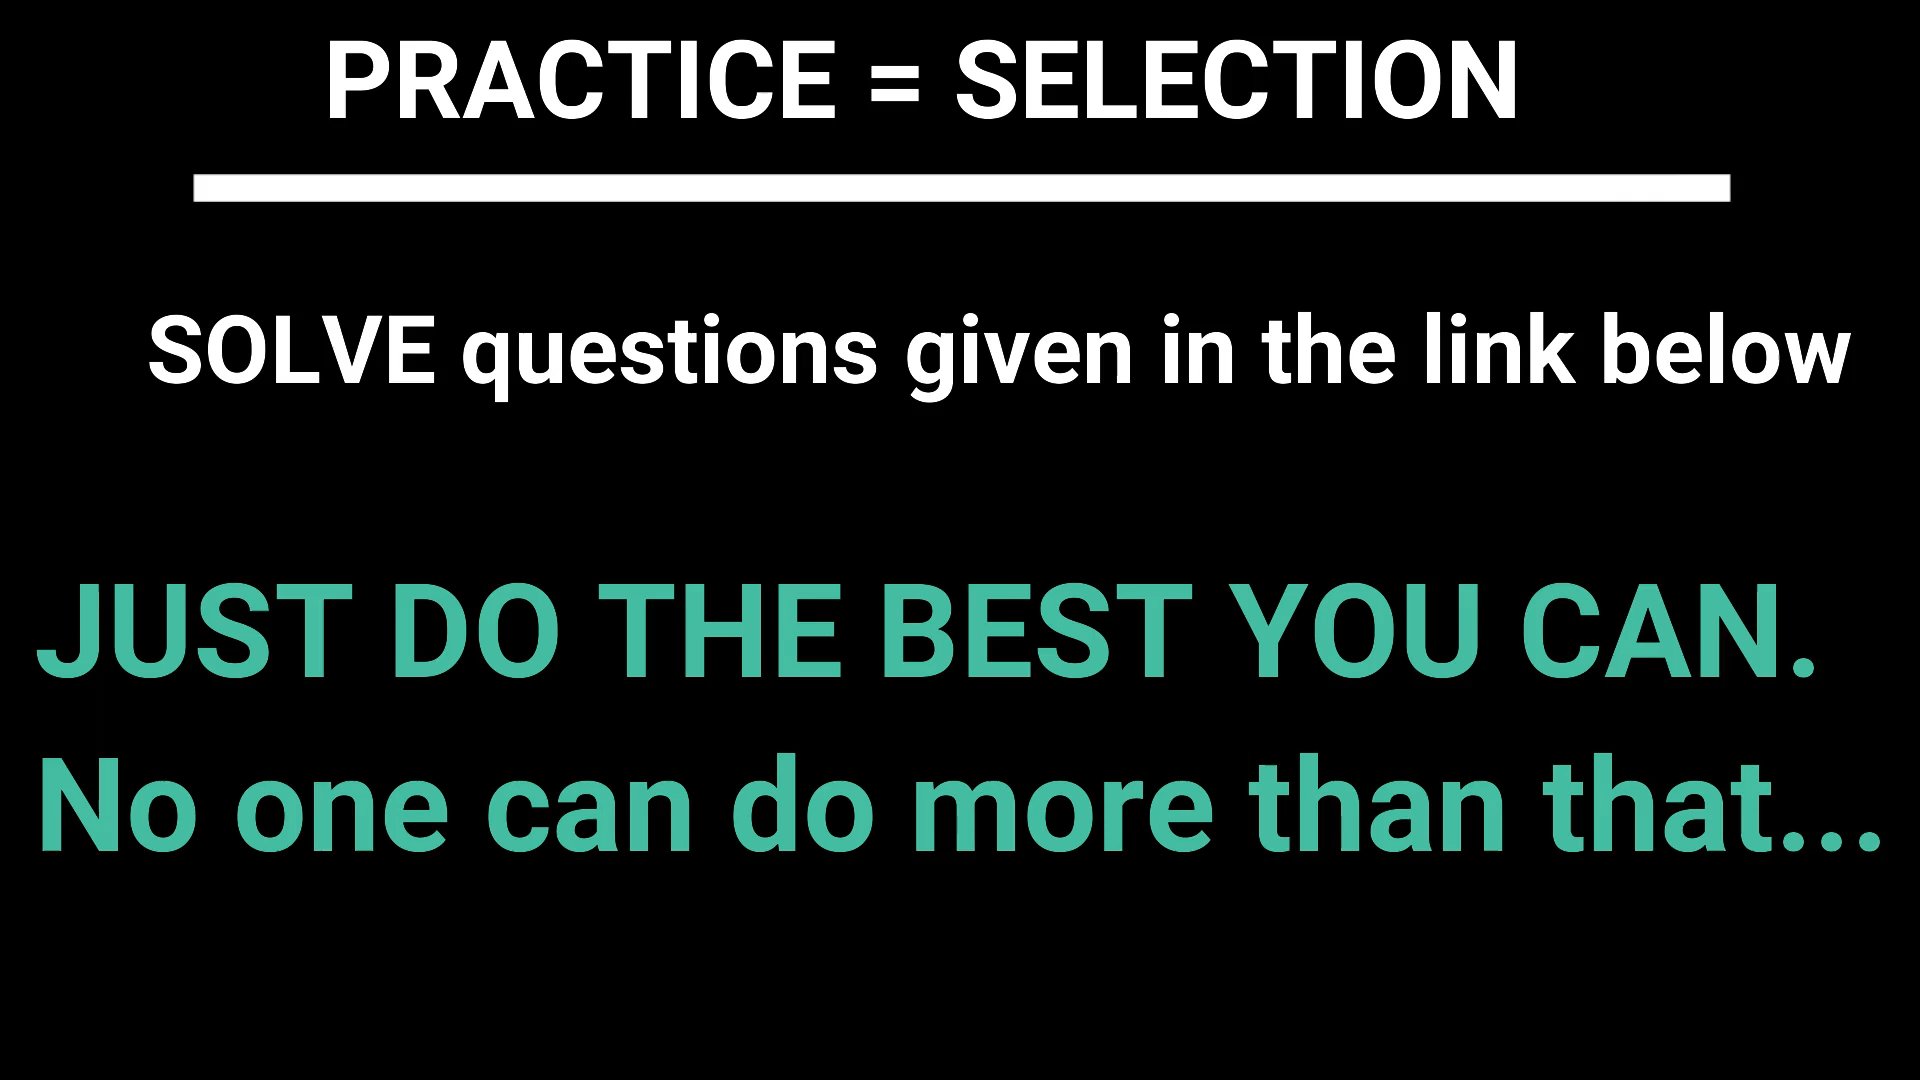 PRACTICE = SELECTION
SOLVE questions given in the link below
JUST DO THE BEST YOU CAN.
No one can do more than that...